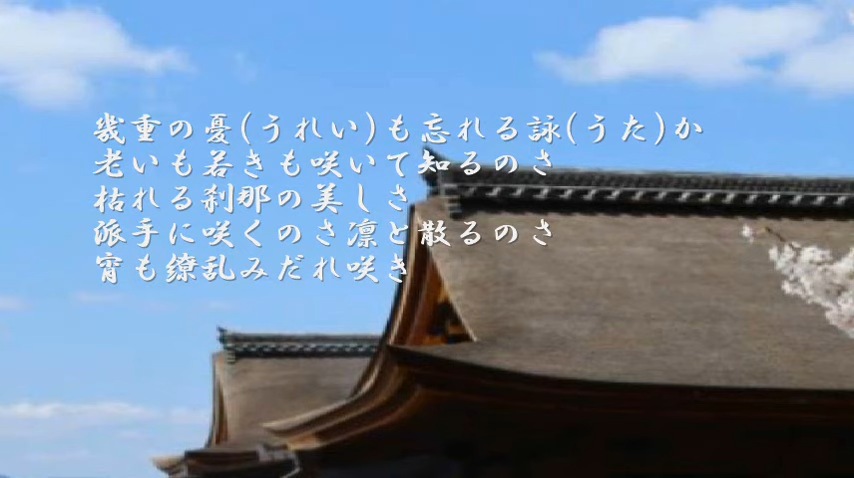 幾重の憂(うれい)も忘れる詠(うた)か
老いも若きも咲いて知るのさ
枯れる刹那の美しさ
派手に咲くのさ凛と散るのさ
宵も繚乱みだれ咲き